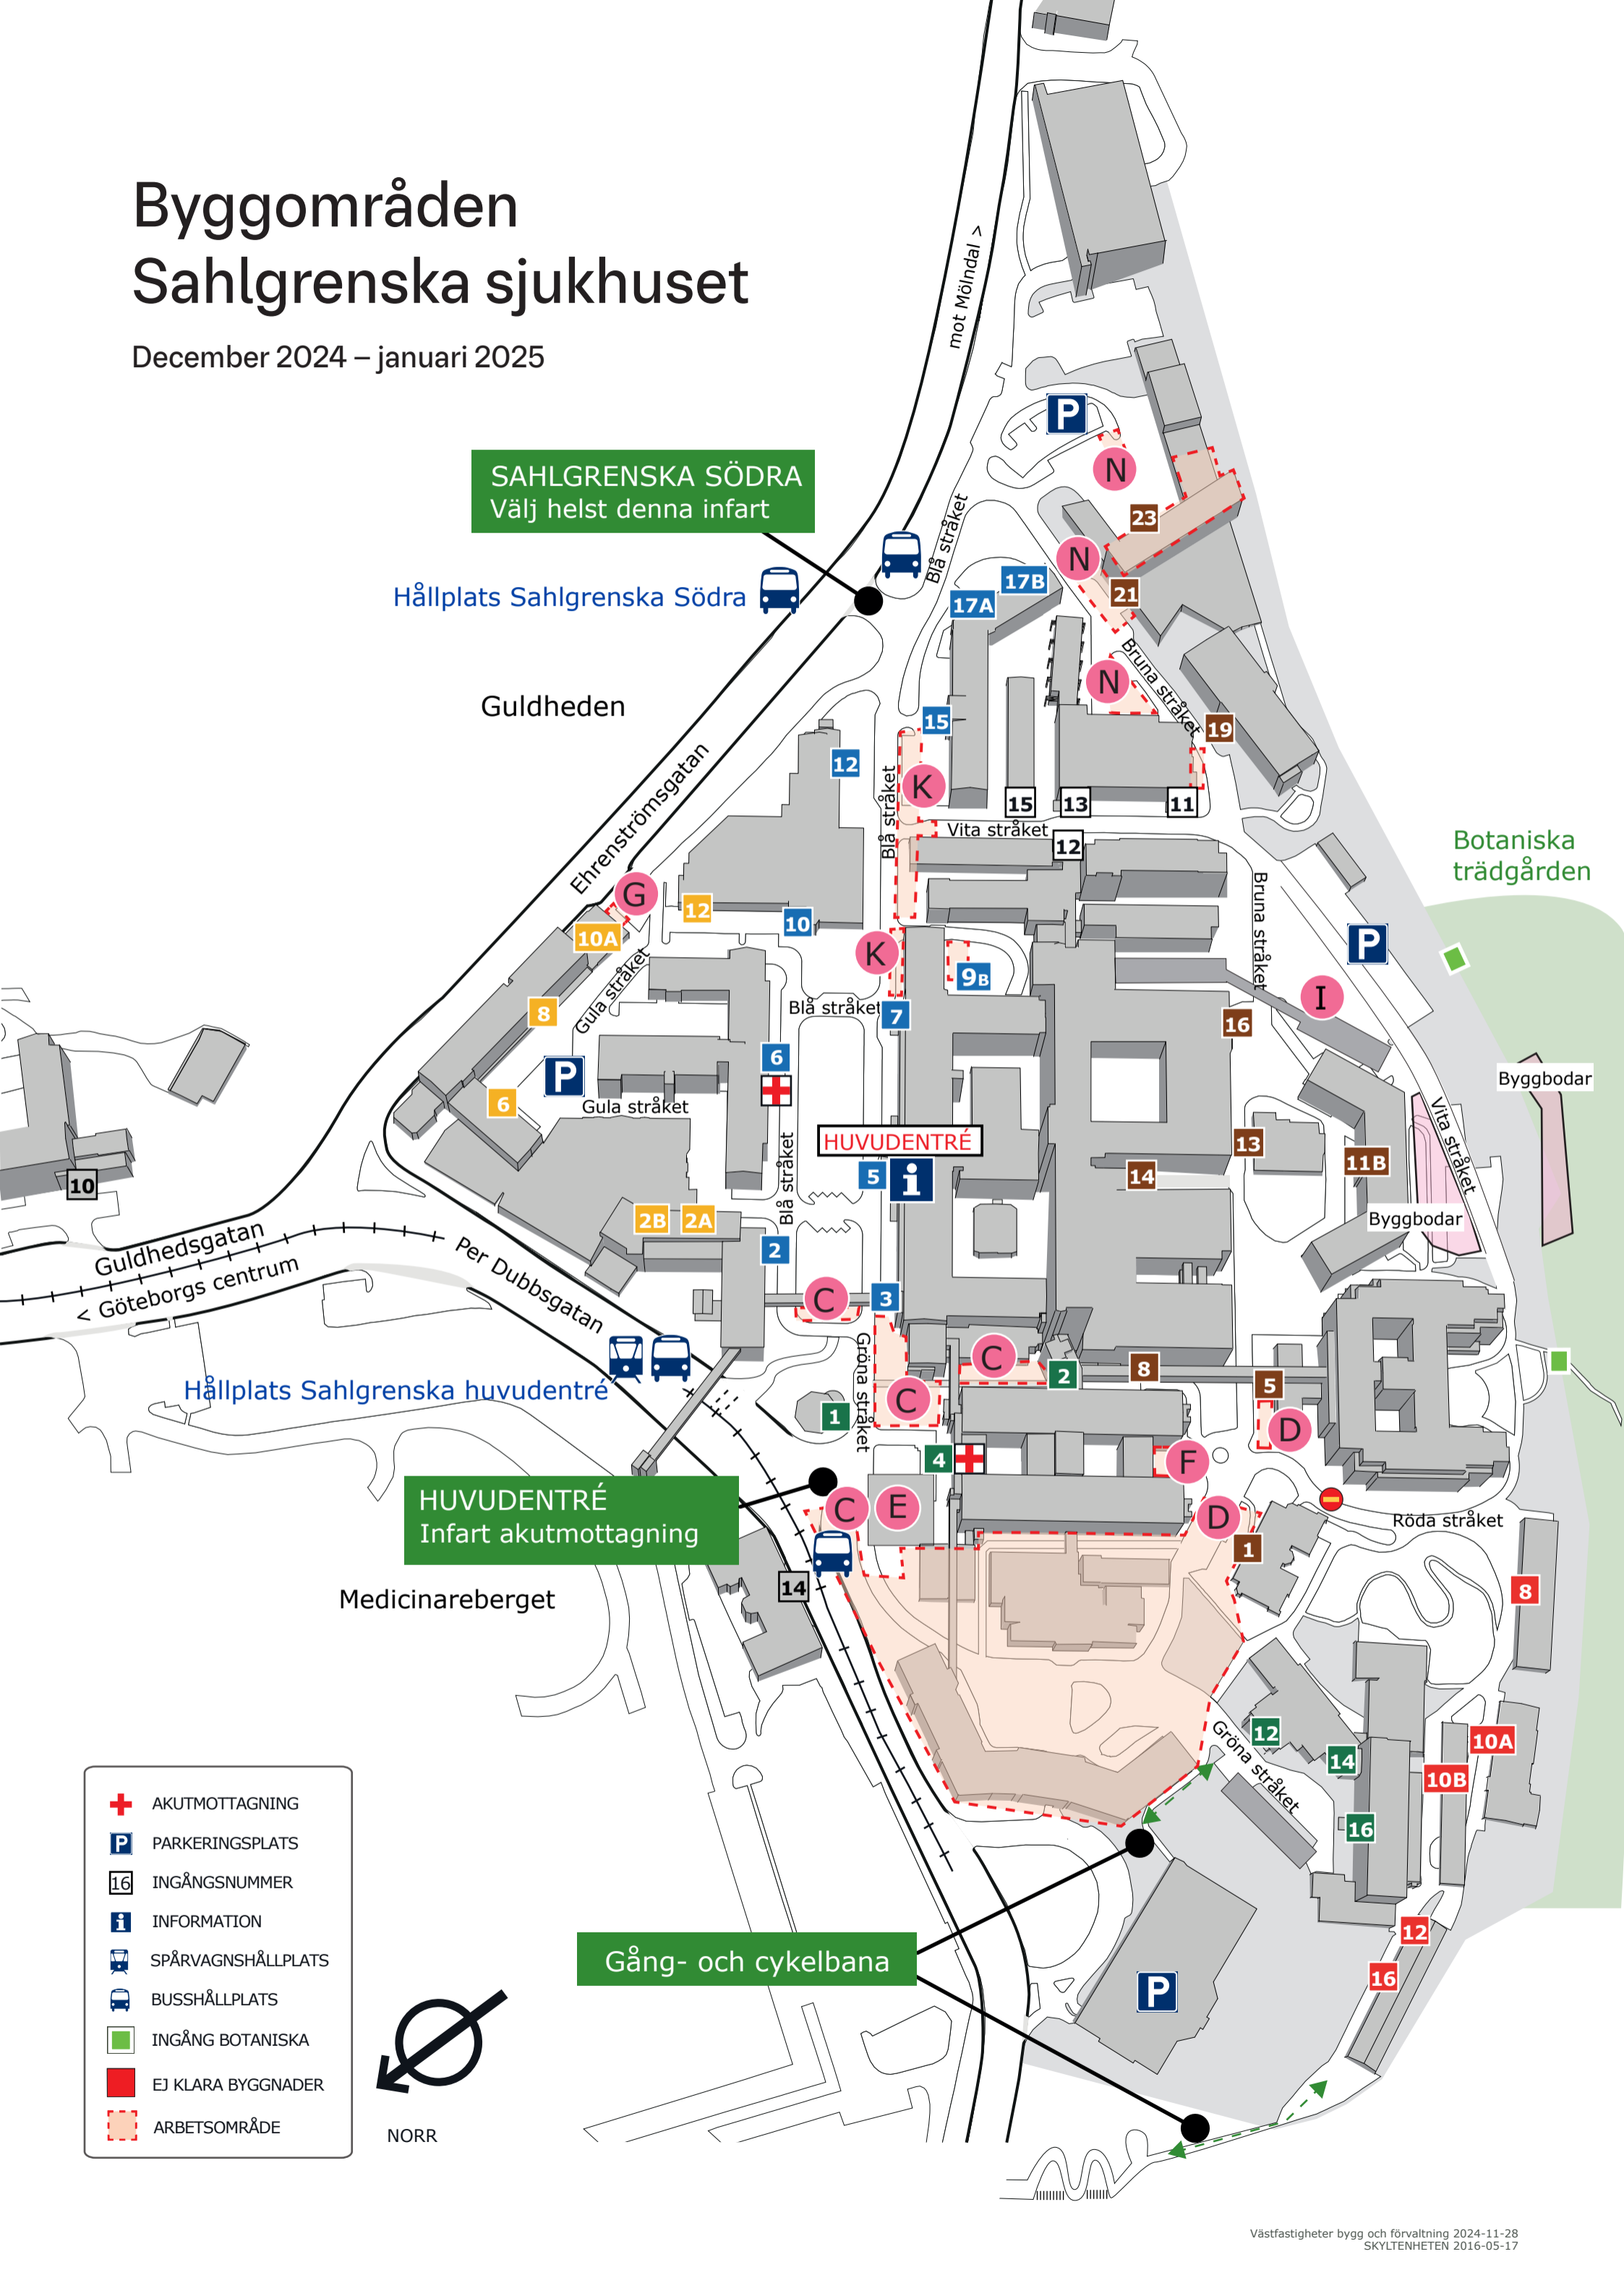 Byggområden
Sahlgrenska sjukhuset
December 2024 – januari 2025
mot Mölndal >
P
N
SAHLGRENSKA SÖDRA
Välj helst denna infart
23
Blå stråket
N
Hållplats Sahlgrenska Södra
17B
17A
21
Bruna stråket
N
Guldheden
15
19
12
Ehrenströmsgatan
K
Blå stråket
15
13
11
Vita stråket
12
Botaniska
trädgården
G
12
10
10A
Bruna stråket
P
K
9B
Gula stråket
8
Blå stråket
7
I
16
6
P
6
Gula stråket
Byggbodar
Vita stråket
HUVUDENTRÉ
13
11B
14
5
i
10
Blå stråket
2B
2A
Byggbodar
2
Guldhedsgatan
< Göteborgs centrum
Per Dubbsgatan
C
3
Gröna stråket
C
2
8
5
Hållplats Sahlgrenska huvudentré
C
1
D
4
F
HUVUDENTRÉ
Infart akutmottagning
C
E
D
Röda stråket
1
14
Medicinareberget
8
12
10A
14
10B
Gröna stråket
16
12
16
Gång- och cykelbana
P
AKUTMOTTAGNING
P
PARKERINGSPLATS
16
INGÅNGSNUMMER
i
INFORMATION
SPÅRVAGNSHÅLLPLATS
BUSSHÅLLPLATS
INGÅNG BOTANISKA
EJ KLARA BYGGNADER
ARBETSOMRÅDE
NORR
Västfastigheter bygg och förvaltning 2024-11-28
SKYLTENHETEN 2016-05-17